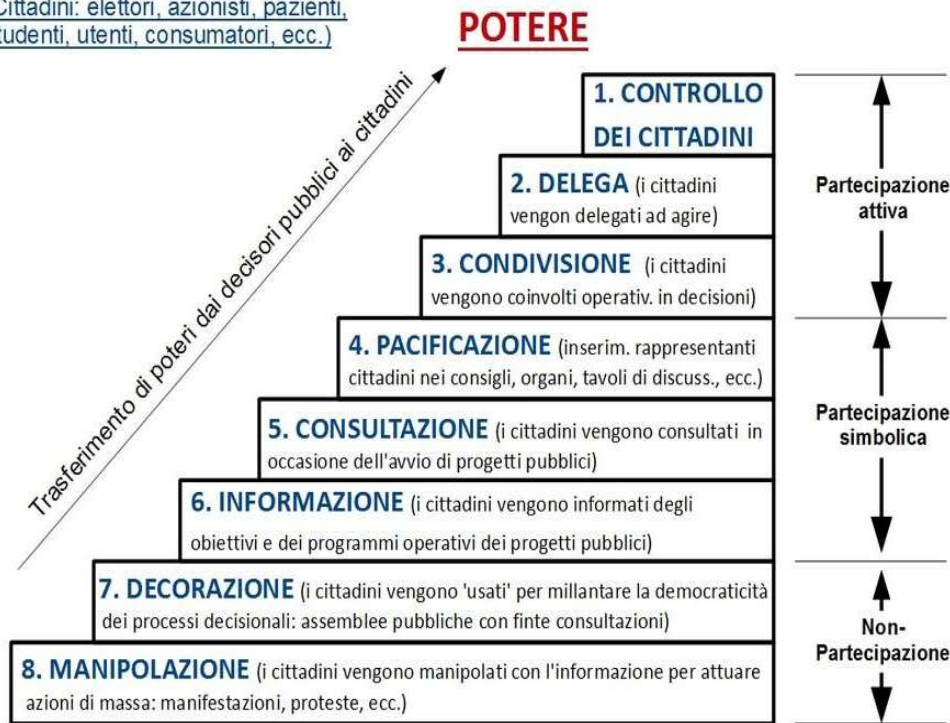 Cittadini: elettori, azionisti, pazienti,
tudenti, utenti, consumatori, ecc.)
POTERE
Trasferimento di poteri dai decisori pubblici ai cittadini
1. CONTROLLO
DEI CITTADINI
2. DELEGA (i cittadini
vengon delegati ad agire)
3. CONDIVISIONE (i cittadini
vengono coinvolti operativ. in decisioni)
4. PACIFICAZIONE (inserim. rappresentanti
cittadini nei consigli, organi, tavoli di discuss., ecc.)
5. CONSULTAZIONE (i cittadini vengono consultati in
occasione dell'avvio di progetti pubblici)
6. INFORMAZIONE (i cittadini vengono informati degli
obiettivi e dei programmi operativi dei progetti pubblici)
7. DECORAZIONE (i cittadini vengono 'usati' per millantare la democraticità
dei processi decisionali: assemblee pubbliche con finte consultazioni)
8. MANIPOLAZIONE (i cittadini vengono manipolati con l'informazione per attuare
azioni di massa: manifestazioni, proteste, ecc.)
Partecipazione
attiva
Partecipazione
simbolica
Non-
Partecipazione